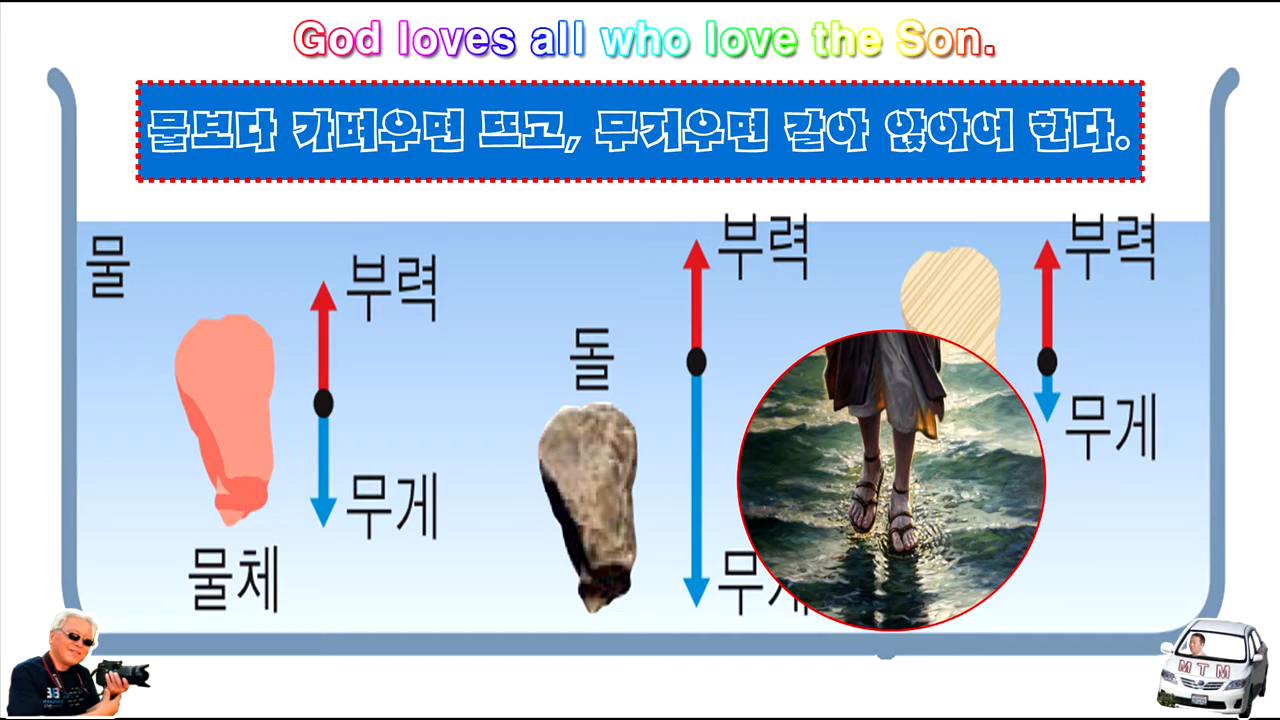 God loves all who love the Son.
물보다 가벼우면 뜨고, 무거우면 갈아 앉아여 한다.
물
부력
무게
물체
돌
부력
무게
부력
무게
MTM